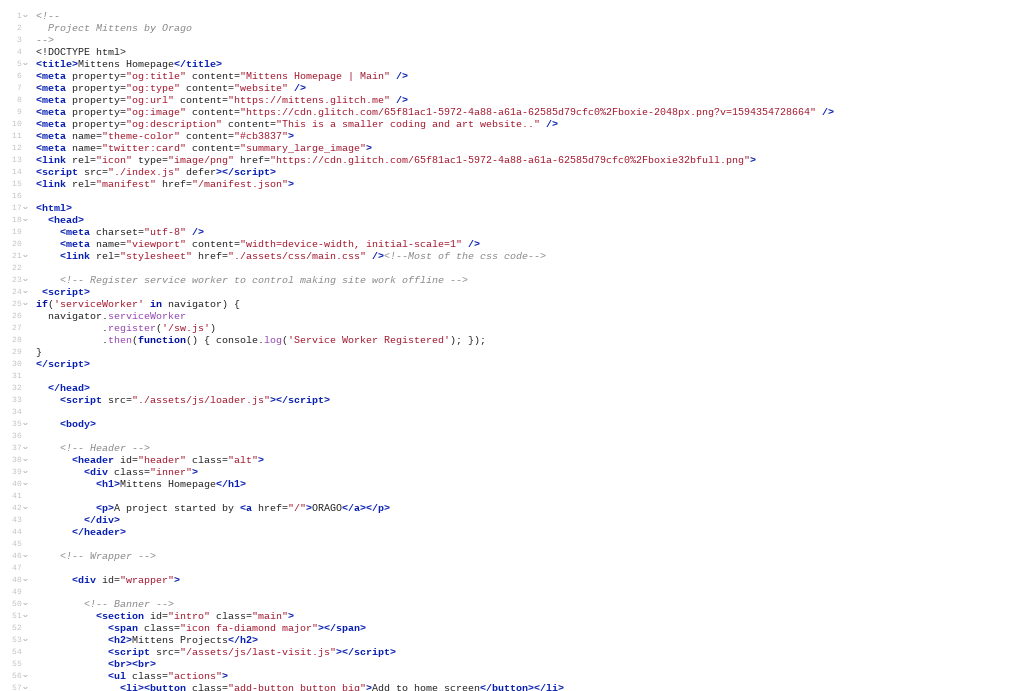 1 <!--
2   Project Mittens by Orago
3 -->
4 <!DOCTYPE html>
5 <title>Mittens Homepage</title>
6 <meta property="og:title" content="Mittens Homepage | Main" />
7 <meta property="og:type" content="website" />
8 <meta property="og:url" content="https://mittens.glitch.me" />
9 <meta property="og:image" content="https://cdn.glitch.com/65f81ac1-5972-4a88-a61a-62585d79cfc0%2Fboxie-2048px.png?v=1594354728664" />
10 <meta property="og:description" content="This is a smaller coding and art website.." />
11 <meta name="theme-color" content="#cb3837">
12 <meta name="twitter:card" content="summary_large_image">
13 <link rel="icon" type="image/png" href="https://cdn.glitch.com/65f81ac1-5972-4a88-a61a-62585d79cfc0%2Fboxie32bfull.png">
14 <script src="./index.js" defer></script>
15 <link rel="manifest" href="/manifest.json">
16
17 <html>
18   <head>
19     <meta charset="utf-8" />
20     <meta name="viewport" content="width=device-width, initial-scale=1" />
21     <link rel="stylesheet" href="./assets/css/main.css" /><!--Most of the css code-->
22
23     <!-- Register service worker to control making site work offline -->
24  <script>
25 if('serviceWorker' in navigator) {
26   navigator.serviceWorker
27            .register('/sw.js')
28            .then(function() { console.log('Service Worker Registered'); });
29 }
30 </script>
31
32   </head>
33     <script src="./assets/js/loader.js"></script>
34
35     <body>
36
37     <!-- Header -->
38       <header id="header" class="alt">
39         <div class="inner">
40           <h1>Mittens Homepage</h1>
41
42           <p>A project started by <a href="/">ORAGO</a></p>
43         </div>
44       </header>
45
46     <!-- Wrapper -->
47
48       <div id="wrapper">
49
50         <!-- Banner -->
51           <section id="intro" class="main">
52             <span class="icon fa-diamond major"></span>
53             <h2>Mittens Projects</h2>
54             <script src="/assets/js/last-visit.js"></script>
55             <br><br>
56             <ul class="actions">
57               <li><button class="add-button button big">Add to home screen</button></li>